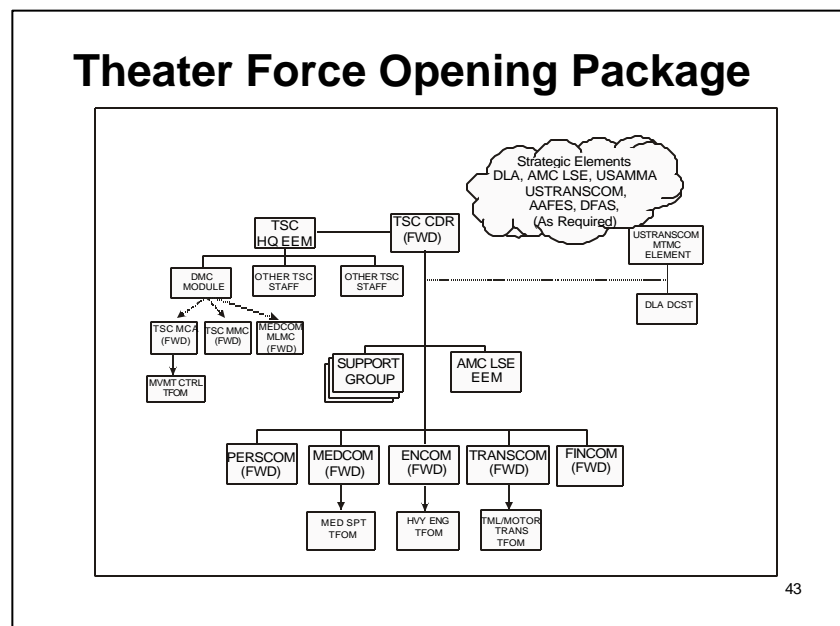 Theater Force Opening Package
Strategic Elements
DLA, AMC LSE, USAMMA
USTRANSCOM,
AAFES, DFAS,
(As Required)
TSC
HQ EEM
TSC CDR
(FWD)
USTRANSCOM
MTMC
ELEMENT
DMC
MODULE
OTHER TSC
STAFF
OTHER TSC
STAFF
DLA DCST
TSC MCA
(FWD)
TSC MMC
(FWD)
MEDCOM
MLMC
(FWD)
MVMT CTRL
TFOM
SUPPORT
GROUP
AMC LSE
EEM
PERSCOM
(FWD)
MEDCOM
(FWD)
ENCOM
(FWD)
TRANSCOM
(FWD)
FINCOM
(FWD)
MED SPT
TFOM
HVY ENG
TFOM
TML/MOTOR
TRANS
TFOM
43